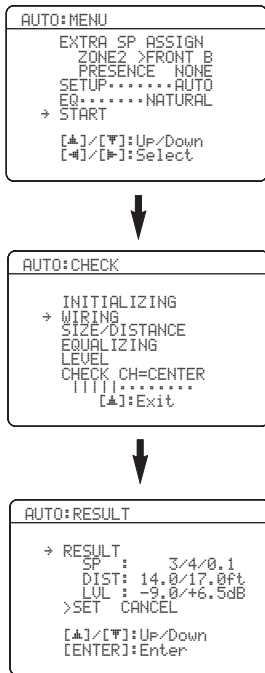 AUTO:MENU
EXTRA SP ASSIGN
ZONE2 >FRONT B
PRESENCE NONE
SETUP·······AUTO
EQ·······NATURAL
→ START
[▲]/[▼]:Up/Down
[◀]/[▶]:Select
AUTO:CHECK
INITIALIZING
→ WIRING
SIZE/DISTANCE
EQUALIZING
LEVEL
CHECK CH=CENTER
|||||········
[▲]:Exit
AUTO:RESULT
→ RESULT
SP : 3/4/0.1
DIST: 14.0/17.0ft
LVL : -9.0/+6.5dB
>SET CANCEL
[▲]/[▼]:Up/Down
[ENTER]:Enter